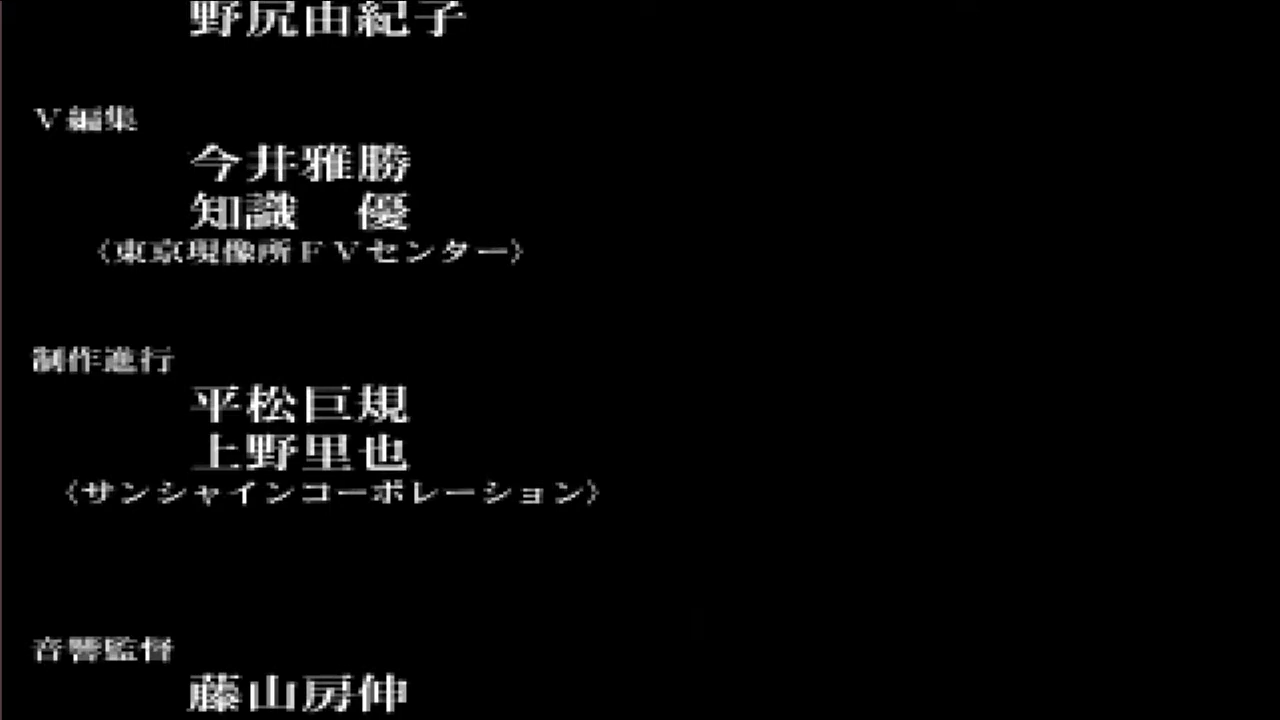 野尻由紀子
V編集
今井雅勝
知識　優
〈東京現像所FVセンター〉
制作進行
平松巨規
上野里也
〈サンシャインコーポレーション〉
音響監督
藤山房伸